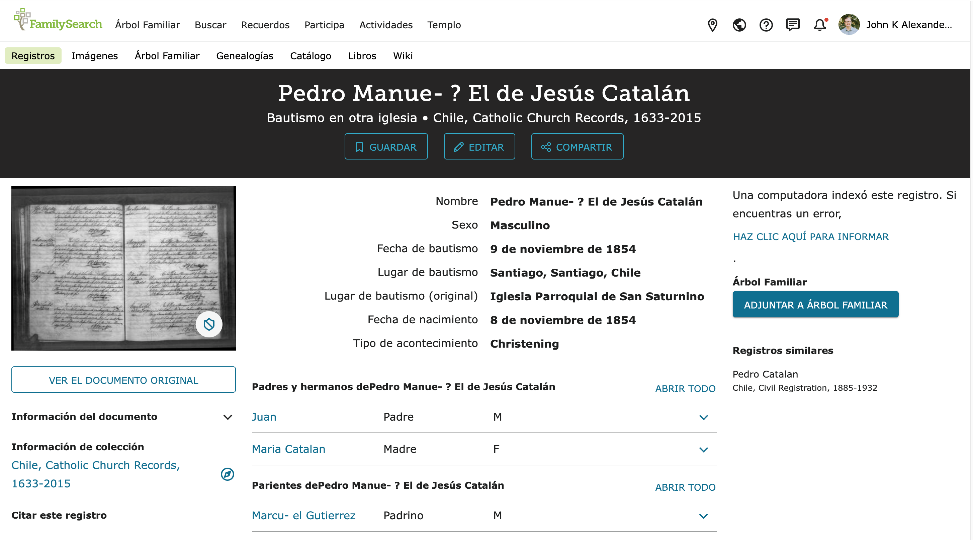 FamilySearch Árbol Familiar Buscar Recuerdos Participa Actividades Templo John K Alexande...
Registros Imágenes Árbol Familiar Genealogías Catálogo Libros Wiki
Pedro Manue- ? El de Jesús Catalán
Bautismo en otra iglesia • Chile, Catholic Church Records, 1633-2015
GUARDAR EDITAR COMPARTIR
VER EL DOCUMENTO ORIGINAL
Información del documento
Información de colección
Chile, Catholic Church Records,
1633-2015
Citar este registro
Nombre Pedro Manue- ? El de Jesús Catalán
Sexo Masculino
Fecha de bautismo 9 de noviembre de 1854
Lugar de bautismo Santiago, Santiago, Chile
Lugar de bautismo (original) Iglesia Parroquial de San Saturnino
Fecha de nacimiento 8 de noviembre de 1854
Tipo de acontecimiento Christening
Padres y hermanos dePedro Manue- ? El de Jesús Catalán ABRIR TODO
Juan Padre M
Maria Catalan Madre F
Parientes dePedro Manue- ? El de Jesús Catalán ABRIR TODO
Marcu- el Gutierrez Padrino M
Una computadora indexó este registro. Si
encuentras un error,
HAZ CLIC AQUÍ PARA INFORMAR
.
Árbol Familiar
ADJUNTAR A ÁRBOL FAMILIAR
Registros similares
Pedro Catalan
Chile, Civil Registration, 1885-1932